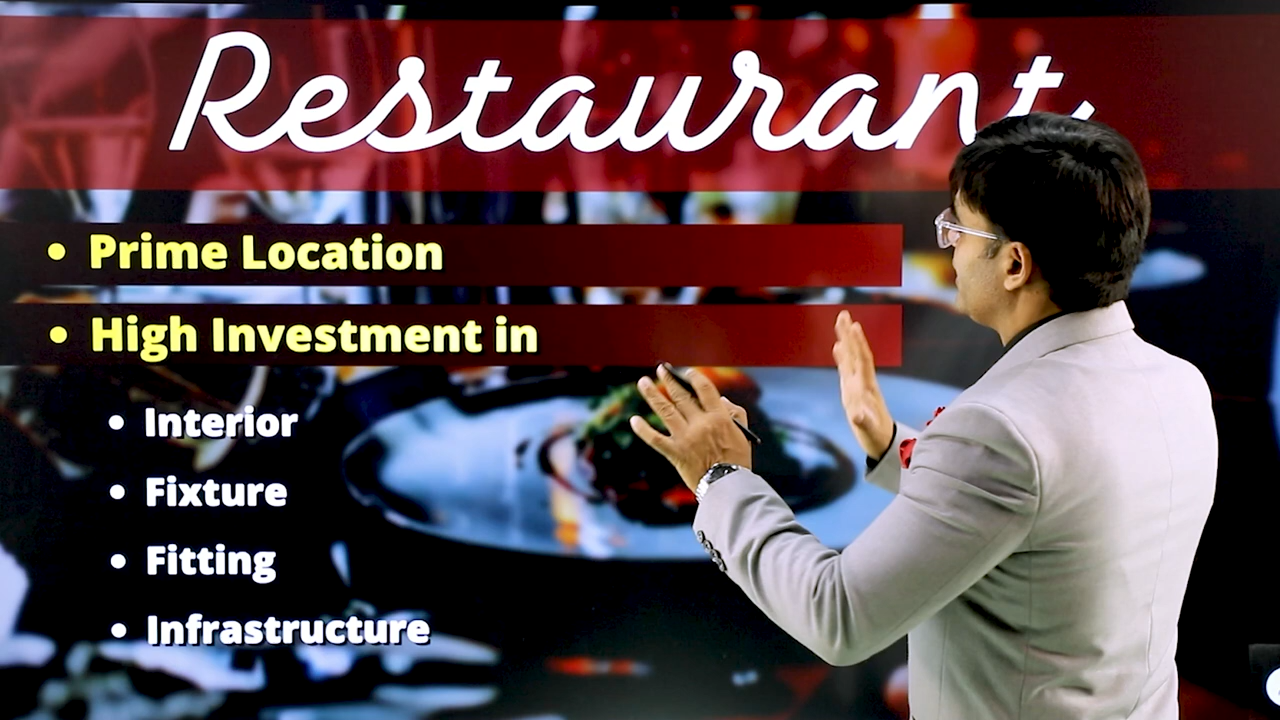 Restaurant
• Prime Location
• High Investment in
• Interior
• Fixture
• Fitting
• Infrastructure